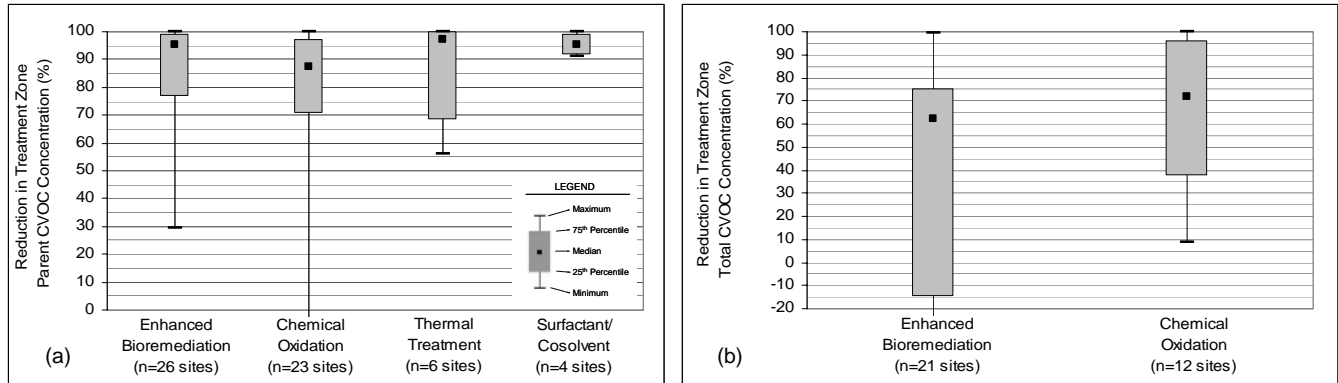 Reduction in Treatment Zone
Parent CVOC Concentration (%)
100
90
80
70
60
50
40
30
20
10
0
LEGEND
Maximum
75th Percentile
Median
25th Percentile
Minimum
Enhanced
Bioremediation
(n=26 sites)
Chemical
Oxidation
(n=23 sites)
Thermal
Treatment
(n=6 sites)
Surfactant/
Cosolvent
(n=4 sites)
(a)
Reduction in Treatment Zone
Total CVOC Concentration (%)
100
90
80
70
60
50
40
30
20
10
0
-10
-20
Enhanced
Bioremediation
(n=21 sites)
Chemical
Oxidation
(n=12 sites)
(b)